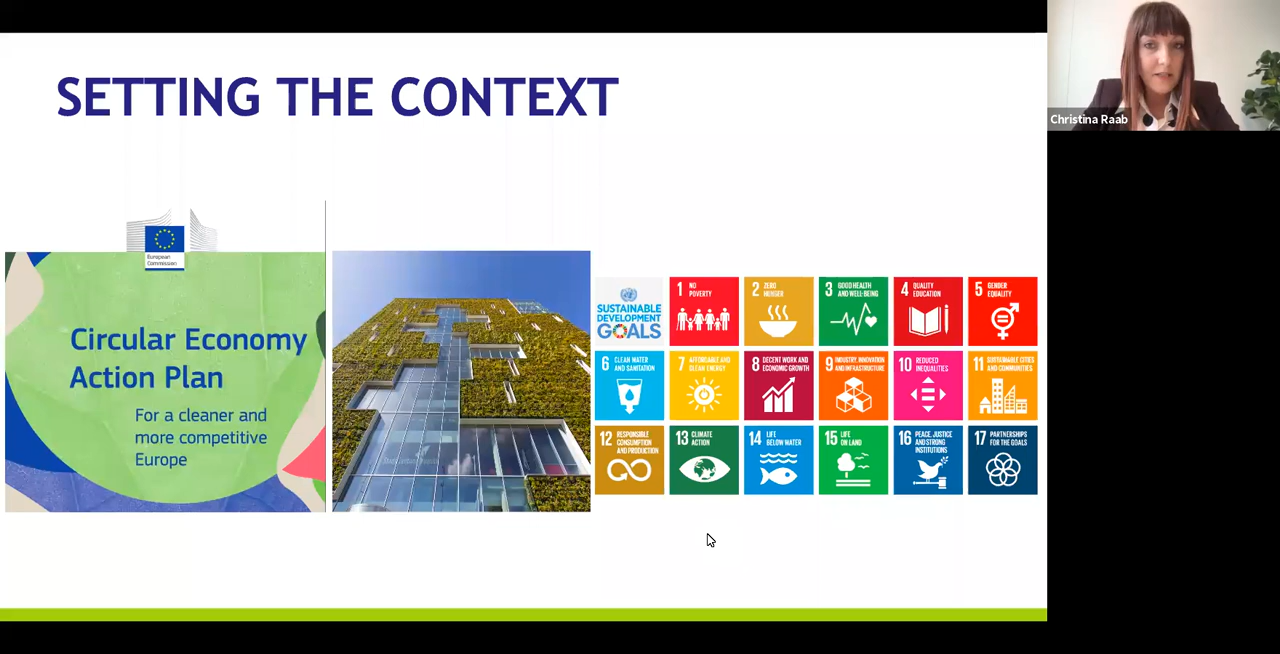 SETTING THE CONTEXT
Christina Raab
European
Commission
Circular Economy
Action Plan
For a cleaner and
more competitive
Europe
SUSTAINABLE
DEVELOPMENT
GOALS
1 NO
POVERTY
2 ZERO
HUNGER
3 GOOD HEALTH
AND WELL-BEING
4 QUALITY
EDUCATION
5 GENDER
EQUALITY
6 CLEAN WATER
AND SANITATION
7 AFFORDABLE AND
CLEAN ENERGY
8 DECENT WORK AND
ECONOMIC GROWTH
9 INDUSTRY, INNOVATION
AND INFRASTRUCTURE
10 REDUCED
INEQUALITIES
11 SUSTAINABLE CITIES
AND COMMUNITIES
12 RESPONSIBLE
CONSUMPTION
AND PRODUCTION
13 CLIMATE
ACTION
14 LIFE
BELOW WATER
15 LIFE
ON LAND
16 PEACE, JUSTICE
AND STRONG
INSTITUTIONS
17 PARTNERSHIPS
FOR THE GOALS